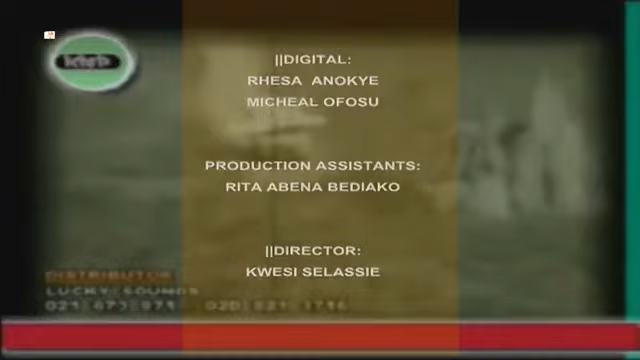 ||DIGITAL:
RHESA ANOKYE
MICHEAL OFOSU
PRODUCTION ASSISTANTS:
RITA ABENA BEDIAKO
||DIRECTOR:
KWESI SELASSIE
DISTRIBUTOR
LUCKY SOUNDS